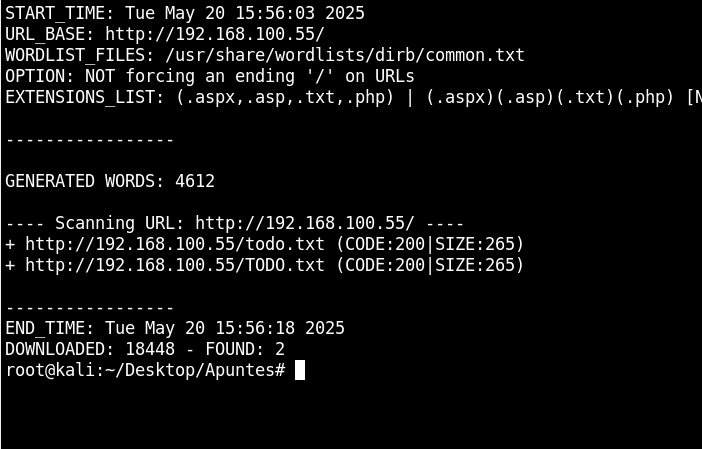 START_TIME: Tue May 20 15:56:03 2025
URL_BASE: http://192.168.100.55/
WORDLIST_FILES: /usr/share/wordlists/dirb/common.txt
OPTION: NOT forcing an ending '/' on URLs
EXTENSIONS_LIST: (.aspx,.asp,.txt,.php) | (.aspx)(.asp)(.txt)(.php) [N
-----------------
GENERATED WORDS: 4612
---- Scanning URL: http://192.168.100.55/ ----
+ http://192.168.100.55/todo.txt (CODE:200|SIZE:265)
+ http://192.168.100.55/TODO.txt (CODE:200|SIZE:265)
-----------------
END_TIME: Tue May 20 15:56:18 2025
DOWNLOADED: 18448 - FOUND: 2
root@kali:~/Desktop/Apuntes#